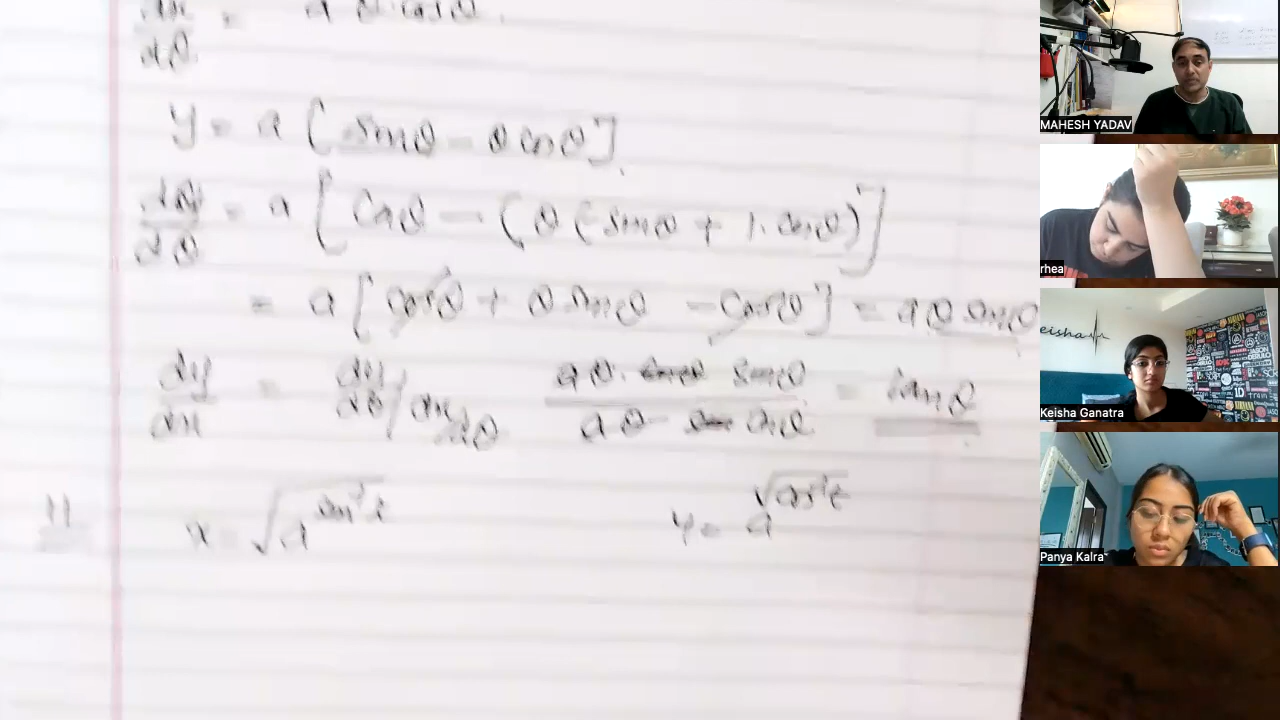 dx/dθ = a θ cosθ.
y = a [ sinθ - θ cosθ ].
dy/dθ = a [ cosθ - (θ (sinθ + 1. cosθ) ]
= a [ cosθ + θ sinθ - cosθ ] = aθ sinθ
dy/dx = dy/dθ / dx/dθ aθ. sinθ / aθ cosθ = tanθ
11 x = √a^sin⁻¹t y = √a^cos⁻¹t
MAHESH YADAV
rhea
eisha
Keisha Ganatra
Panya Kalra